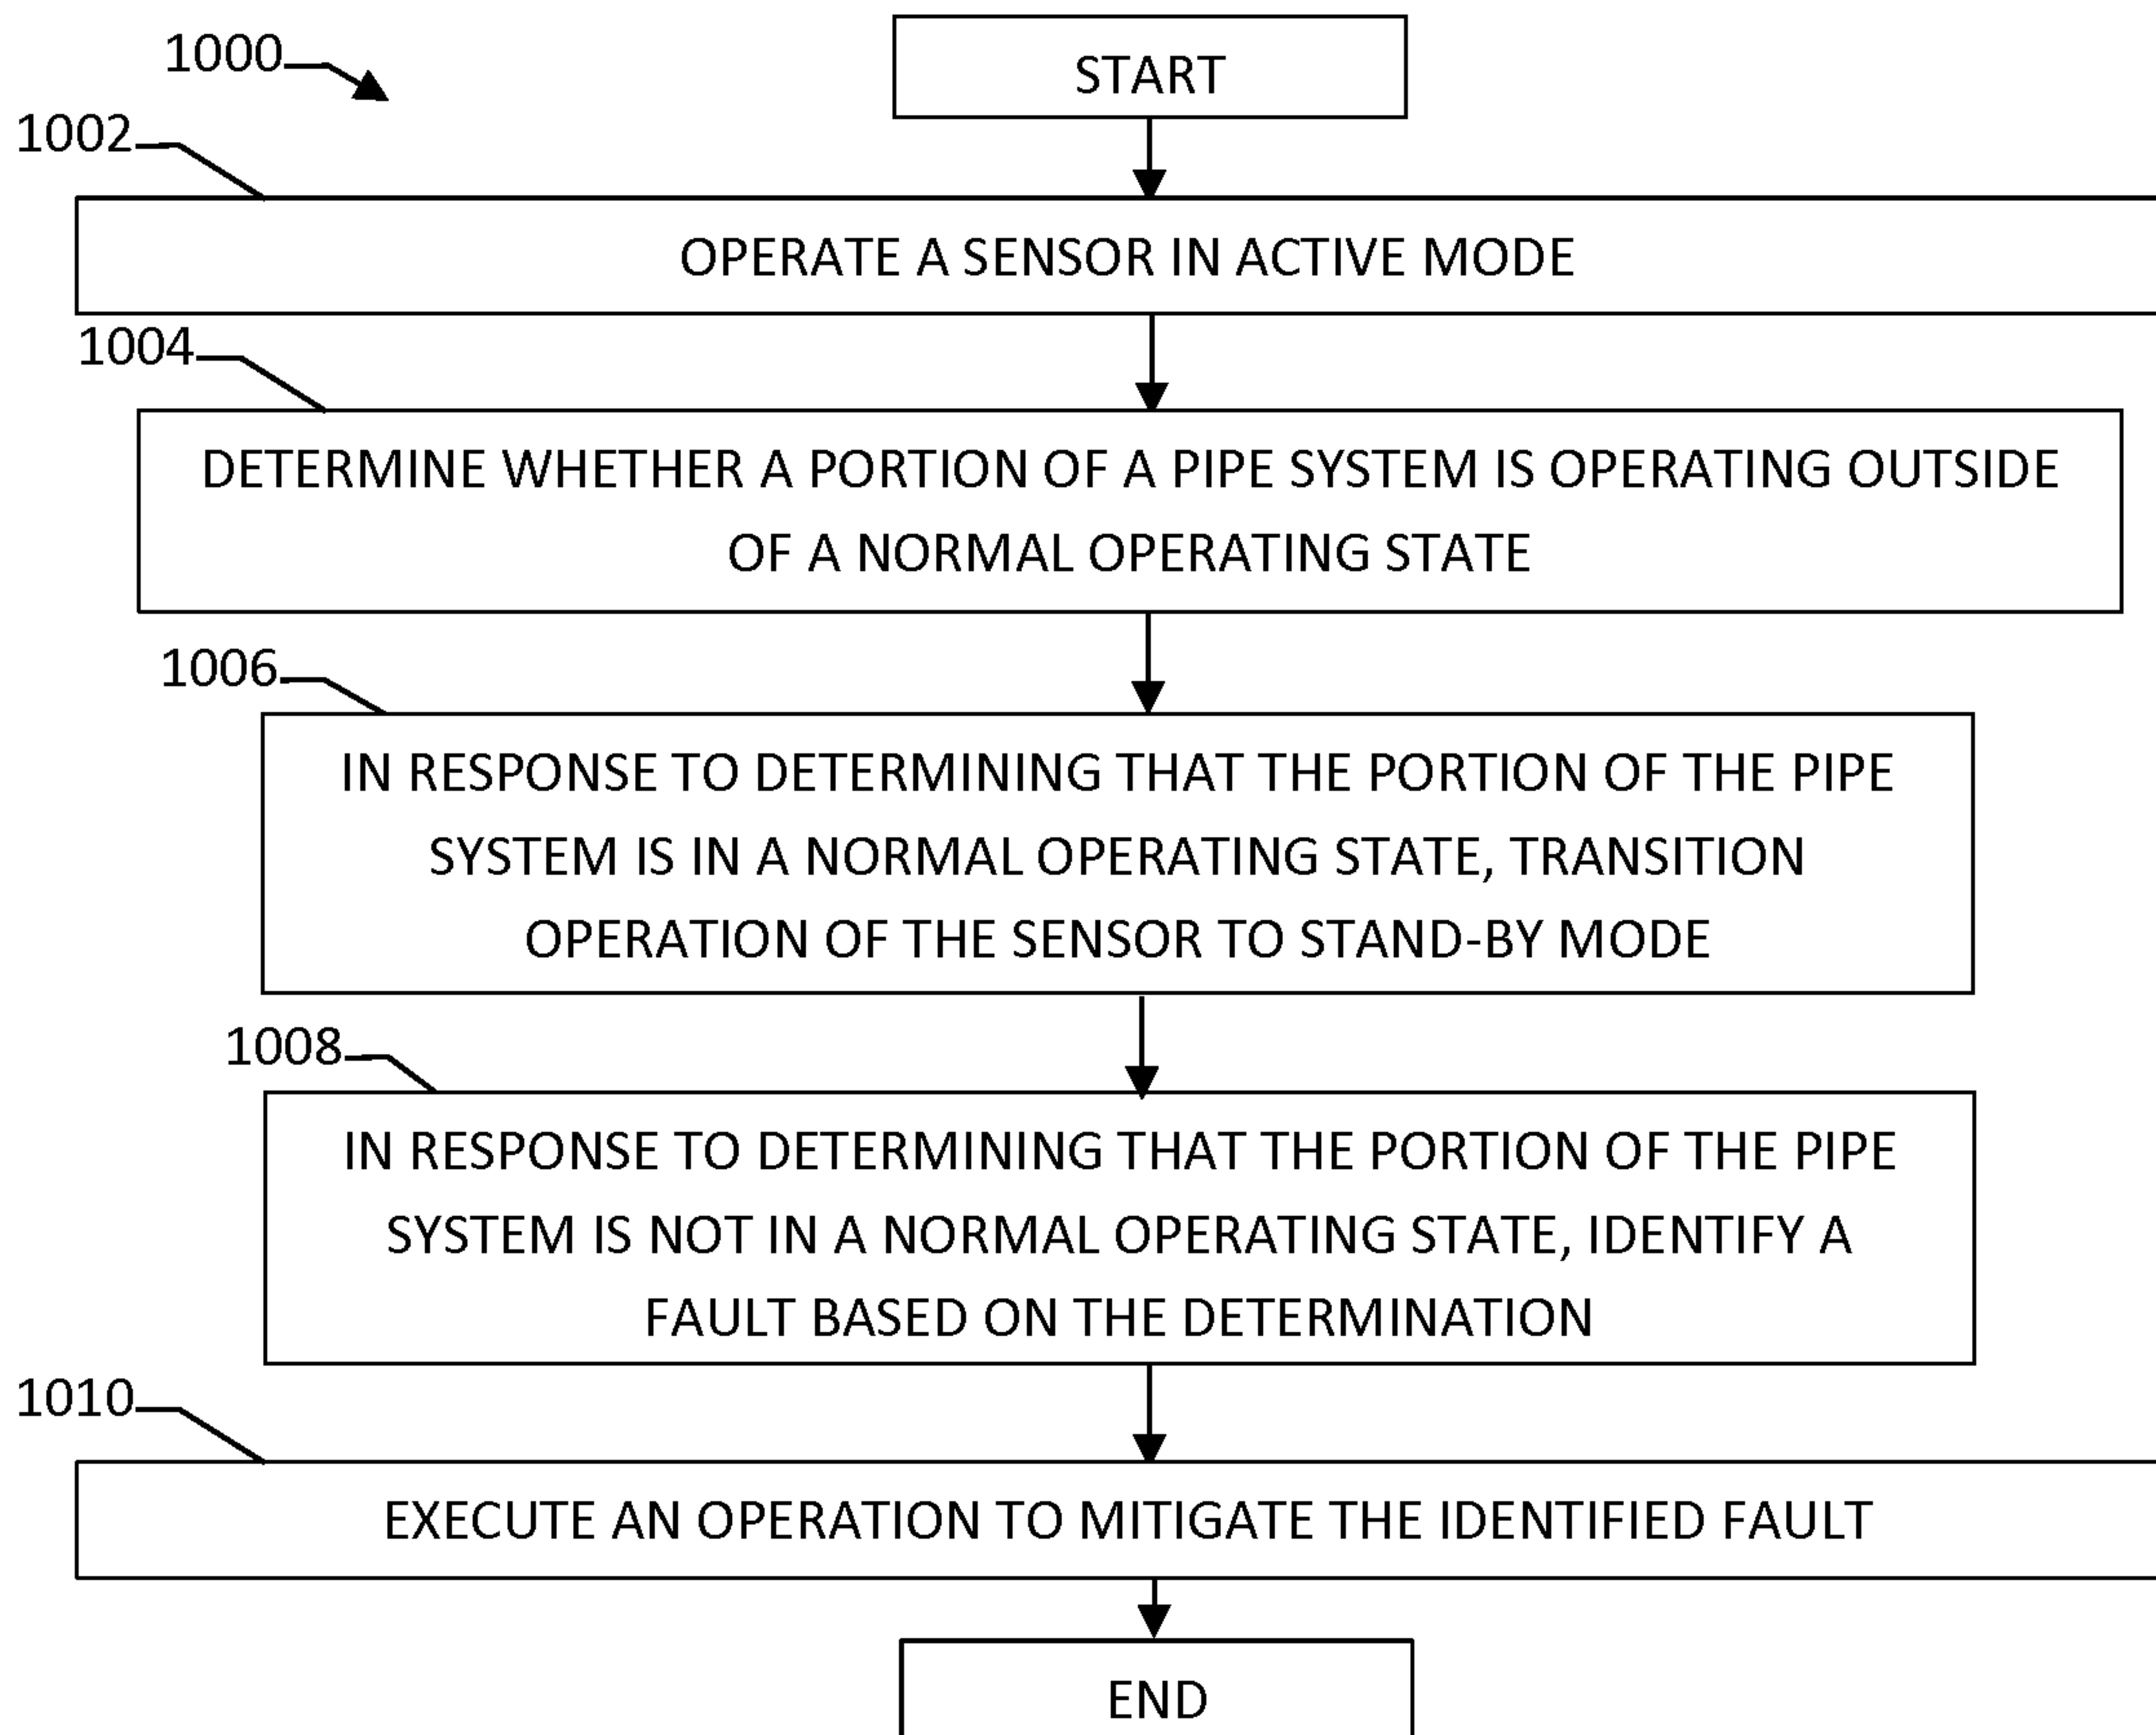 1000
START
1002
OPERATE A SENSOR IN ACTIVE MODE
1004
DETERMINE WHETHER A PORTION OF A PIPE SYSTEM IS OPERATING OUTSIDE
OF A NORMAL OPERATING STATE
1006
IN RESPONSE TO DETERMINING THAT THE PORTION OF THE PIPE
SYSTEM IS IN A NORMAL OPERATING STATE, TRANSITION
OPERATION OF THE SENSOR TO STAND-BY MODE
1008
IN RESPONSE TO DETERMINING THAT THE PORTION OF THE PIPE
SYSTEM IS NOT IN A NORMAL OPERATING STATE, IDENTIFY A
FAULT BASED ON THE DETERMINATION
1010
EXECUTE AN OPERATION TO MITIGATE THE IDENTIFIED FAULT
END